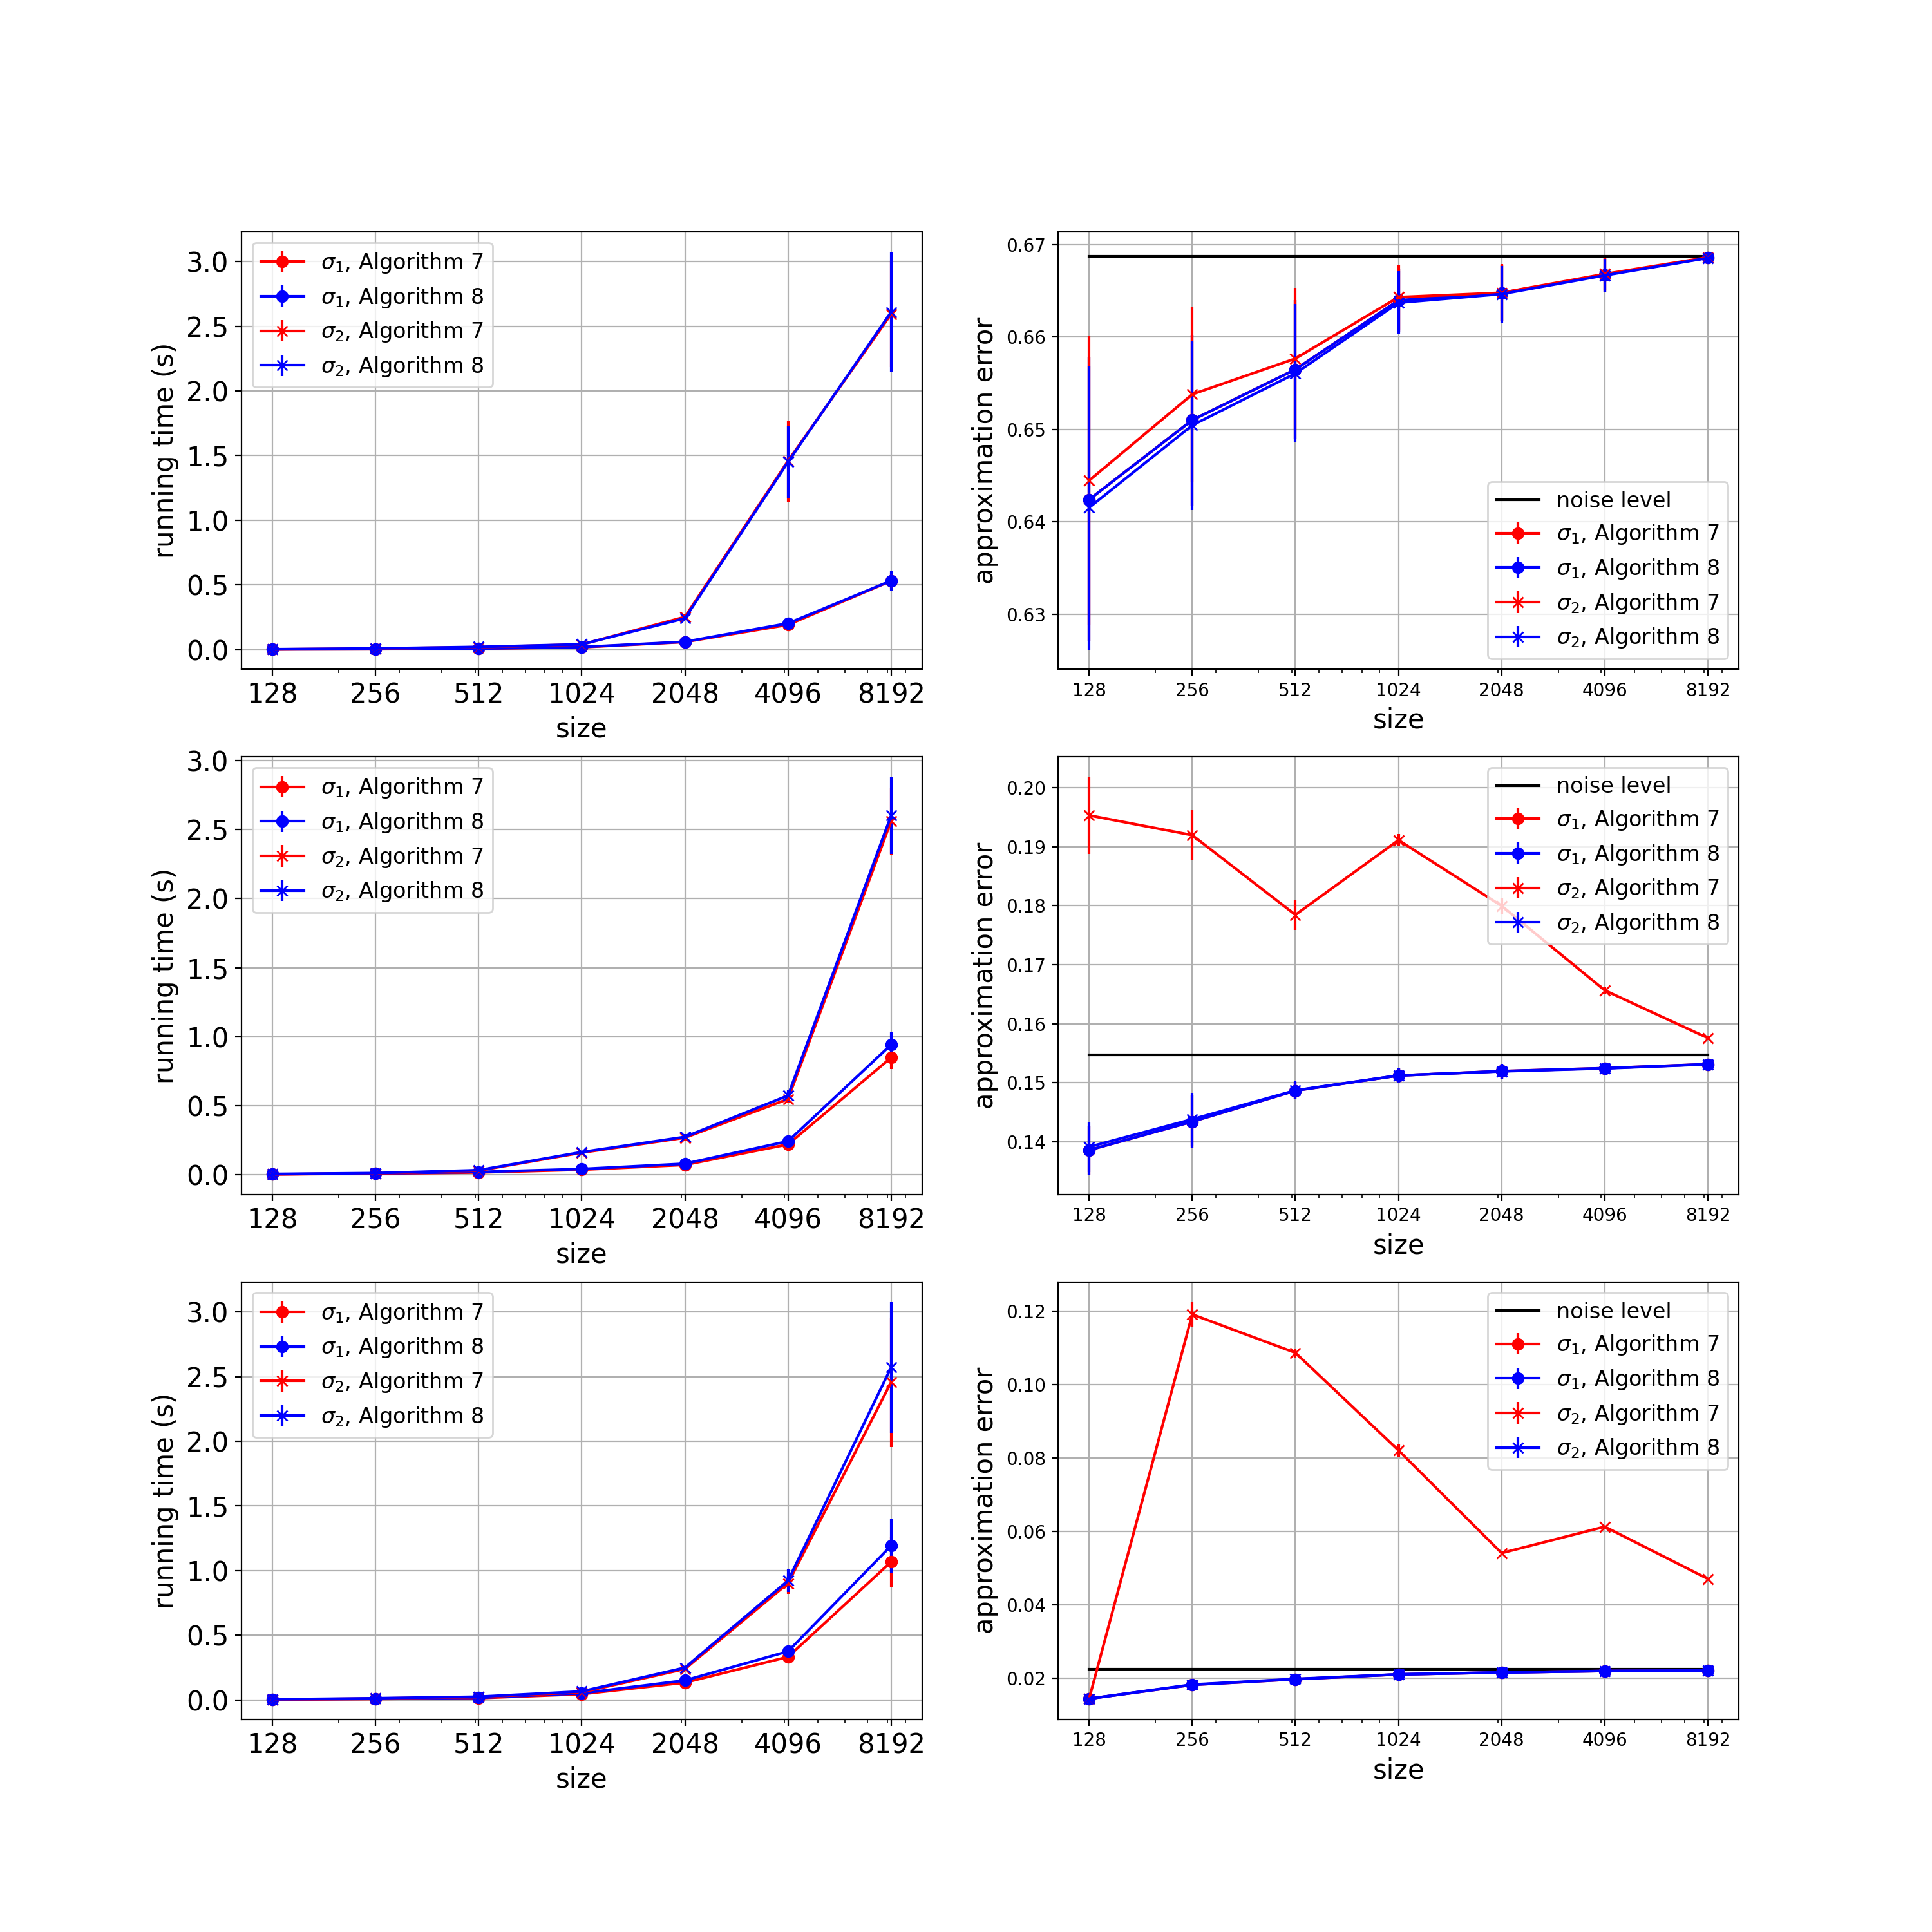 3.0
2.5
2.0
1.5
1.0
0.5
0.0
running time (s)
σ1, Algorithm 7
σ1, Algorithm 8
σ2, Algorithm 7
σ2, Algorithm 8
128 256 512 1024 2048 4096 8192
size
0.67
0.66
0.65
0.64
0.63
approximation error
noise level
σ1, Algorithm 7
σ1, Algorithm 8
σ2, Algorithm 7
σ2, Algorithm 8
128 256 512 1024 2048 4096 8192
size
3.0
2.5
2.0
1.5
1.0
0.5
0.0
running time (s)
σ1, Algorithm 7
σ1, Algorithm 8
σ2, Algorithm 7
σ2, Algorithm 8
128 256 512 1024 2048 4096 8192
size
0.20
0.19
0.18
0.17
0.16
0.15
0.14
approximation error
noise level
σ1, Algorithm 7
σ1, Algorithm 8
σ2, Algorithm 7
σ2, Algorithm 8
128 256 512 1024 2048 4096 8192
size
3.0
2.5
2.0
1.5
1.0
0.5
0.0
running time (s)
σ1, Algorithm 7
σ1, Algorithm 8
σ2, Algorithm 7
σ2, Algorithm 8
128 256 512 1024 2048 4096 8192
size
0.12
0.10
0.08
0.06
0.04
0.02
approximation error
noise level
σ1, Algorithm 7
σ1, Algorithm 8
σ2, Algorithm 7
σ2, Algorithm 8
128 256 512 1024 2048 4096 8192
size